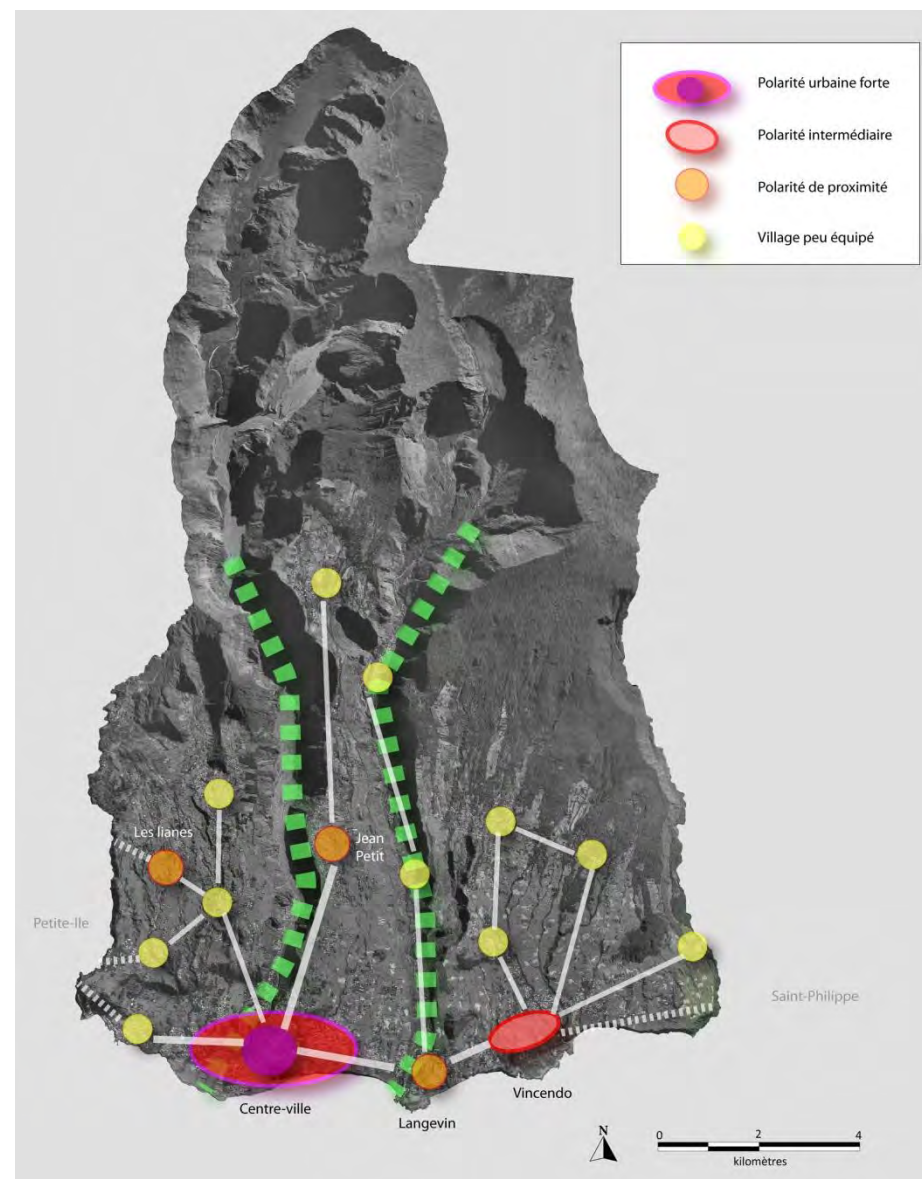 Polarité urbaine forte
Polarité intermédiaire
Polarité de proximité
Village peu équipé
Les lianes
Jean
Petit
Petite-Ile
Saint-Philippe
Centre-ville
Langevin
Vincendo
N
0 2 4
kilomètres